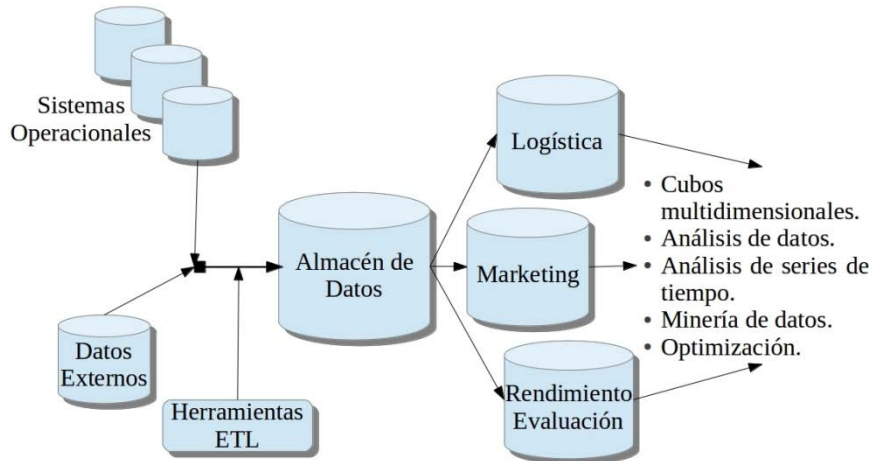 Sistemas
Operacionales
Datos
Externos
Herramientas
ETL
Almacén de
Datos
Logística
Marketing
Rendimiento
Evaluación
• Cubos
multidimensionales.
• Análisis de datos.
• Análisis de series de
tiempo.
• Minería de datos.
• Optimización.